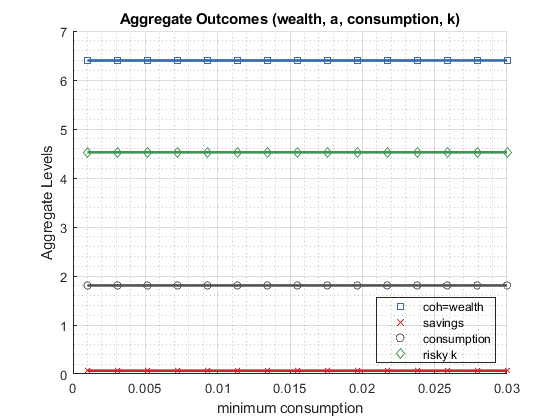 Aggregate Outcomes (wealth, a, consumption, k)
7
6
5
4
3
2
1
0
Aggregate Levels
coh=wealth
savings
consumption
risky k
0 0.005 0.01 0.015 0.02 0.025 0.03
minimum consumption